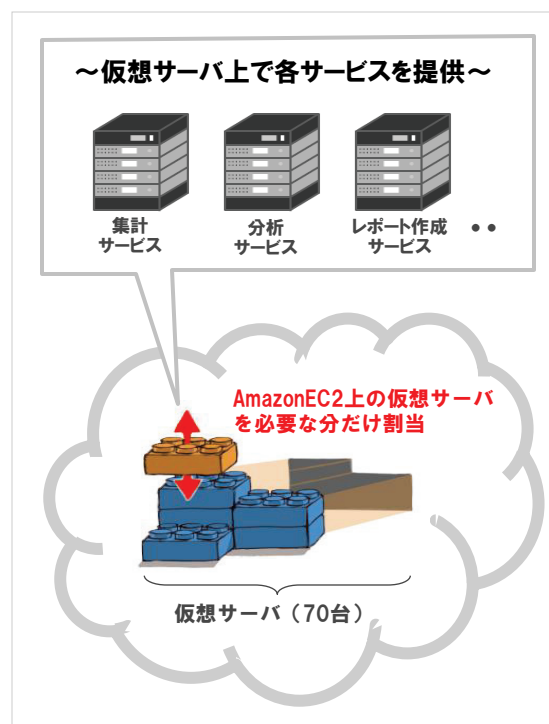 ～仮想サーバ上で各サービスを提供～
集計
サービス
分析
サービス
レポート作成
サービス
・・
AmazonEC2上の仮想サーバ
を必要な分だけ割当
仮想サーバ（70台）